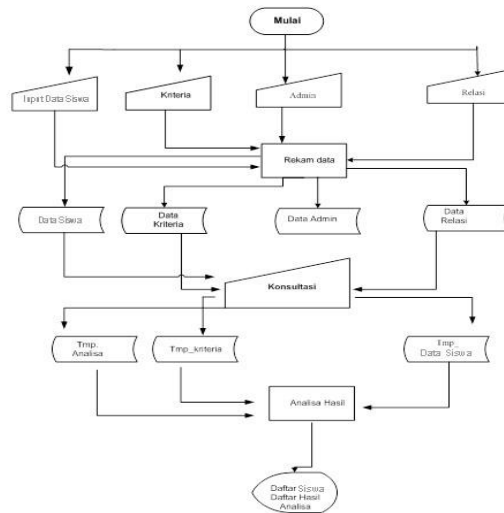 Mulai
Input Data Siswa
Kriteria
Admin
Relasi
Rekam data
Data Siswa
Data
Kriteria
Data Admin
Data
Relasi
Konsultasi
Tmp.
Analisa
Tmp_kriteria
Tmp_
Data Siswa
Analisa Hasil
Daftar Siswa
Daftar Hasil
Analisa